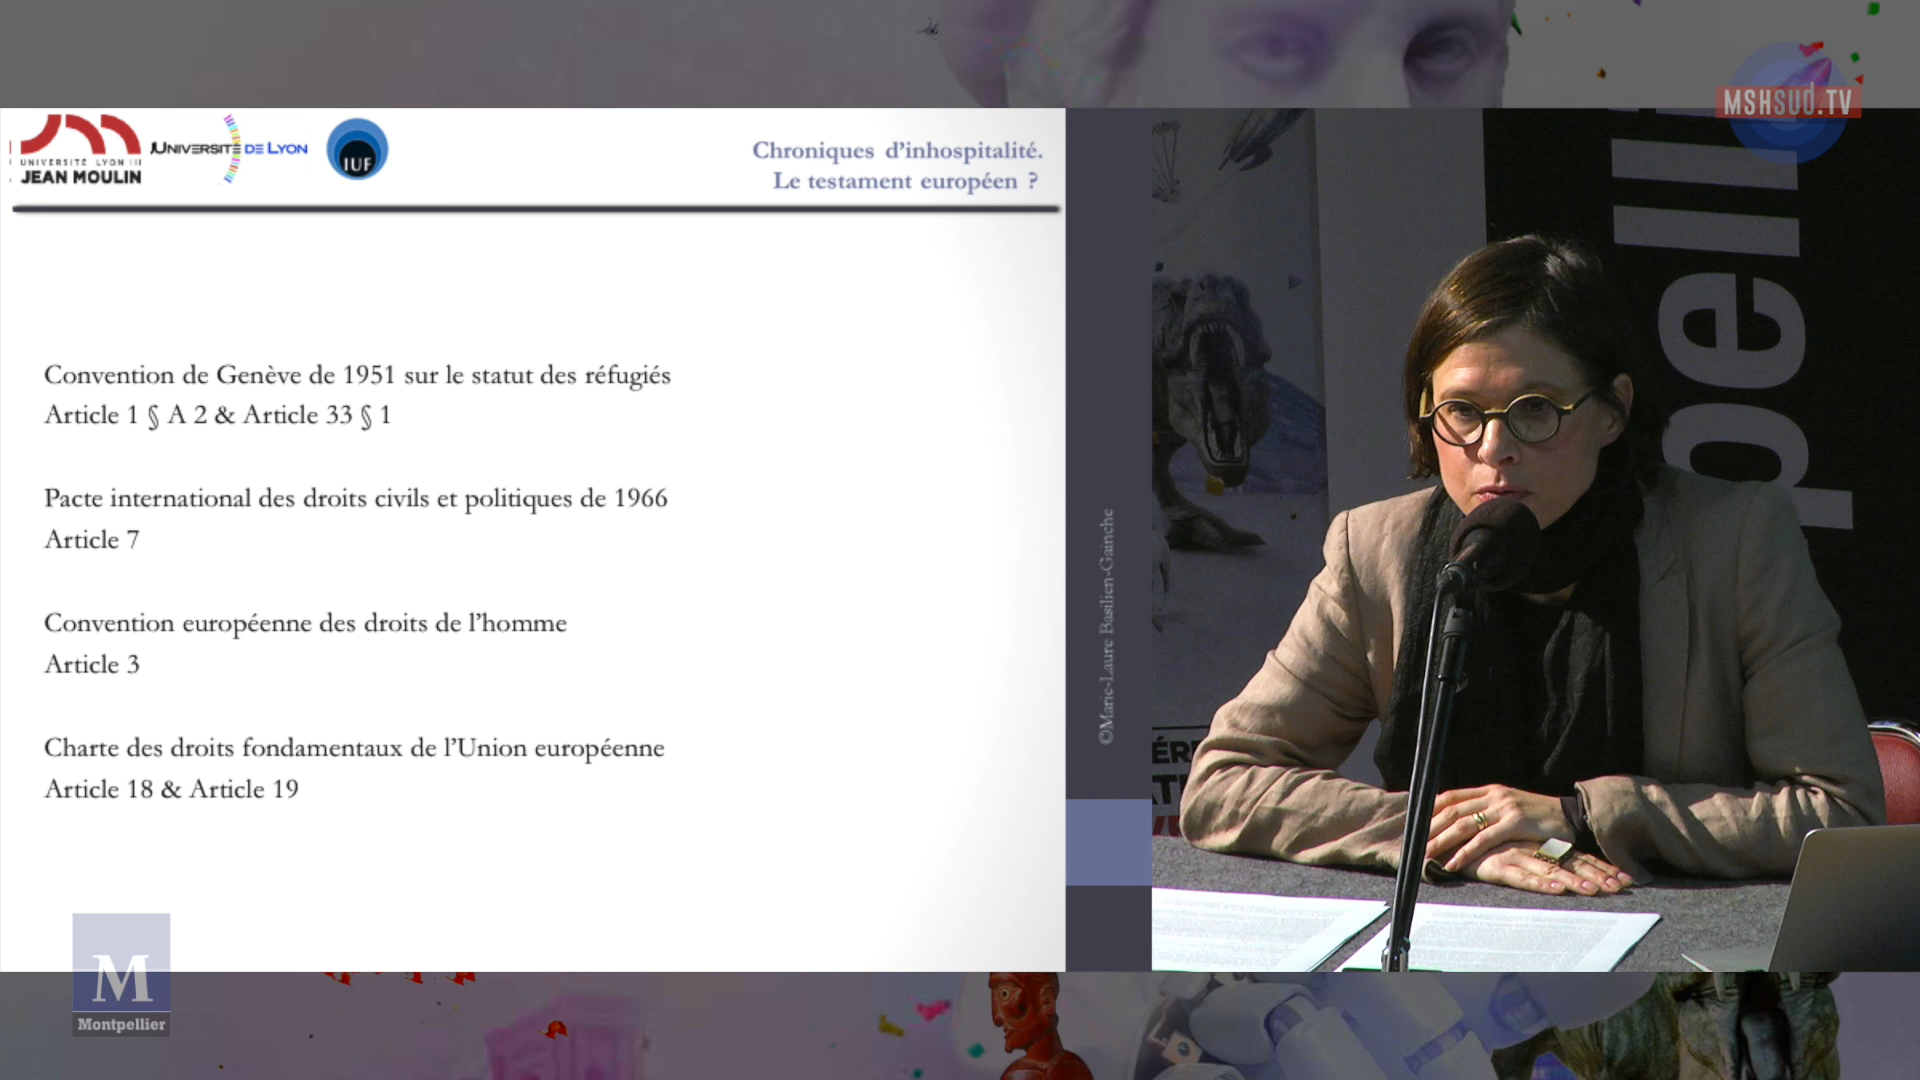 MSHSUD.TV
UNIVERSITÉ LYON III
JEAN MOULIN
UNIVERSITÉ DE LYON
IUF
Chroniques d’inhospitalité.
Le testament européen ?
Convention de Genève de 1951 sur le statut des réfugiés
Article 1 § A 2 & Article 33 § 1
Pacte international des droits civils et politiques de 1966
Article 7
Convention européenne des droits de l’homme
Article 3
Charte des droits fondamentaux de l’Union européenne
Article 18 & Article 19
©Marie-Laure Basilien-Gainche
pelli
M
Montpellier